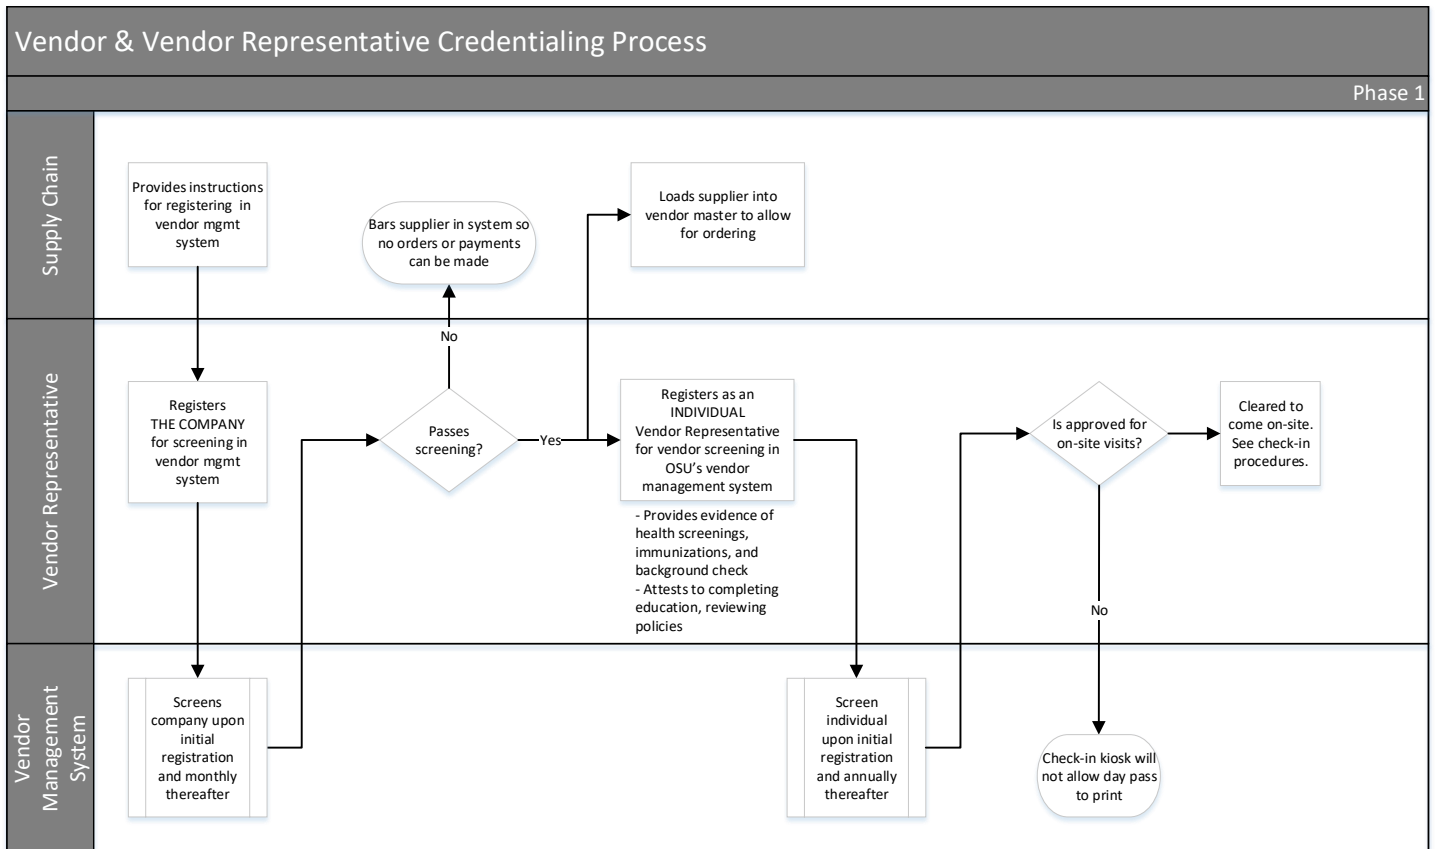 Vendor & Vendor Representative Credentialing Process
Phase 1
Supply Chain
Provides instructions
for registering in
vendor mgmt
system
Bars supplier in system so
no orders or payments
can be made
Loads supplier into
vendor master to allow
for ordering
Vendor Representative
No
Registers
THE COMPANY
for screening in
vendor mgmt
system
Passes
screening?
Yes
Registers as an
INDIVIDUAL
Vendor Representative
for vendor screening in
OSU's vendor
management system
- Provides evidence of
health screenings,
immunizations, and
background check
- Attests to completing
education, reviewing
policies
Is approved for
on-site visits?
Cleared to
come on-site.
See check-in
procedures.
No
Vendor
Management
System
Screens
company upon
initial
registration
and monthly
thereafter
Screen
individual
upon initial
registration
and annually
thereafter
Check-in kiosk will
not allow day pass
to print